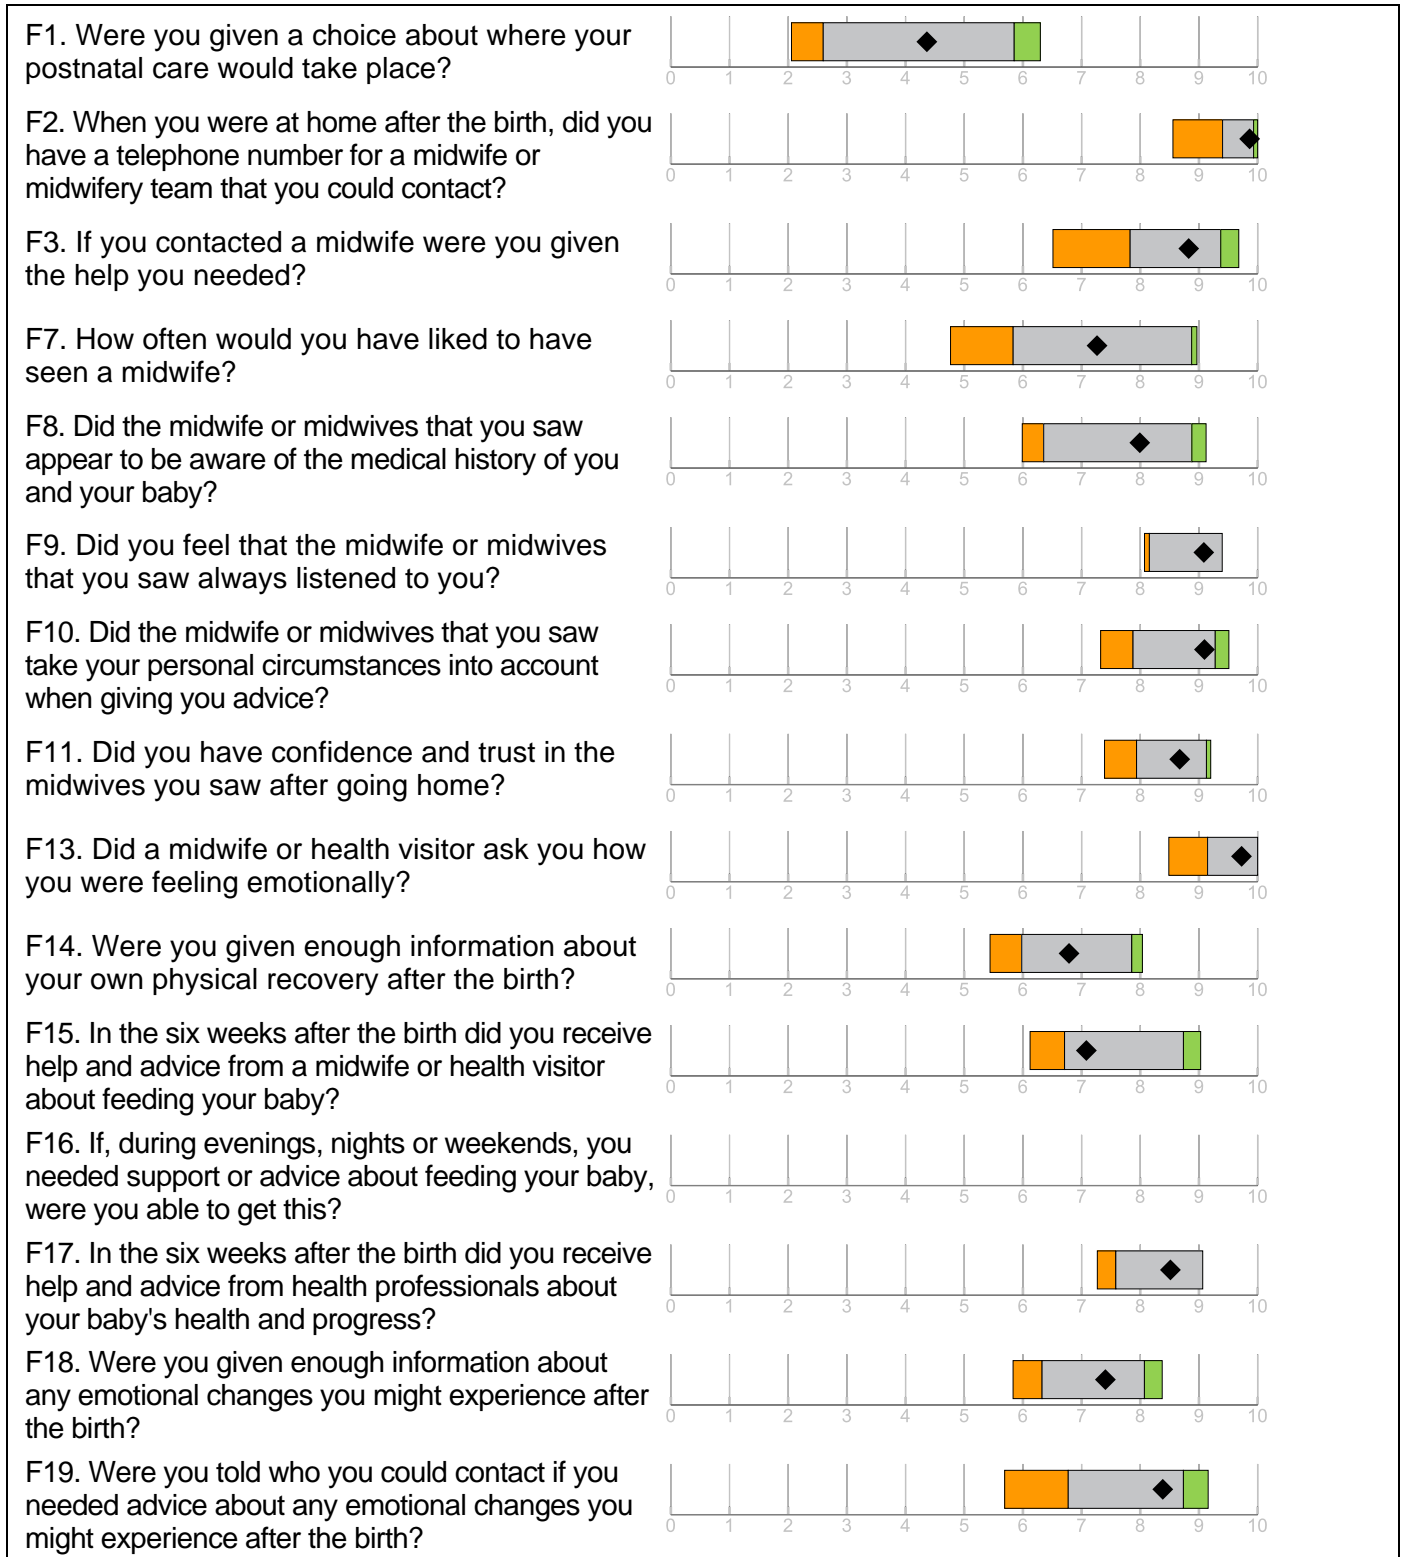 F1. Were you given a choice about where your
postnatal care would take place?
0 1 2 3 4 5 6 7 8 9 10
F2. When you were at home after the birth, did you
have a telephone number for a midwife or
midwifery team that you could contact?
0 1 2 3 4 5 6 7 8 9 10
F3. If you contacted a midwife were you given
the help you needed?
0 1 2 3 4 5 6 7 8 9 10
F7. How often would you have liked to have
seen a midwife?
0 1 2 3 4 5 6 7 8 9 10
F8. Did the midwife or midwives that you saw
appear to be aware of the medical history of you
and your baby?
0 1 2 3 4 5 6 7 8 9 10
F9. Did you feel that the midwife or midwives
that you saw always listened to you?
0 1 2 3 4 5 6 7 8 9 10
F10. Did the midwife or midwives that you saw
take your personal circumstances into account
when giving you advice?
0 1 2 3 4 5 6 7 8 9 10
F11. Did you have confidence and trust in the
midwives you saw after going home?
0 1 2 3 4 5 6 7 8 9 10
F13. Did a midwife or health visitor ask you how
you were feeling emotionally?
0 1 2 3 4 5 6 7 8 9 10
F14. Were you given enough information about
your own physical recovery after the birth?
0 1 2 3 4 5 6 7 8 9 10
F15. In the six weeks after the birth did you receive
help and advice from a midwife or health visitor
about feeding your baby?
0 1 2 3 4 5 6 7 8 9 10
F16. If, during evenings, nights or weekends, you
needed support or advice about feeding your baby,
were you able to get this?
0 1 2 3 4 5 6 7 8 9 10
F17. In the six weeks after the birth did you receive
help and advice from health professionals about
your baby's health and progress?
0 1 2 3 4 5 6 7 8 9 10
F18. Were you given enough information about
any emotional changes you might experience after
the birth?
0 1 2 3 4 5 6 7 8 9 10
F19. Were you told who you could contact if you
needed advice about any emotional changes you
might experience after the birth?
0 1 2 3 4 5 6 7 8 9 10